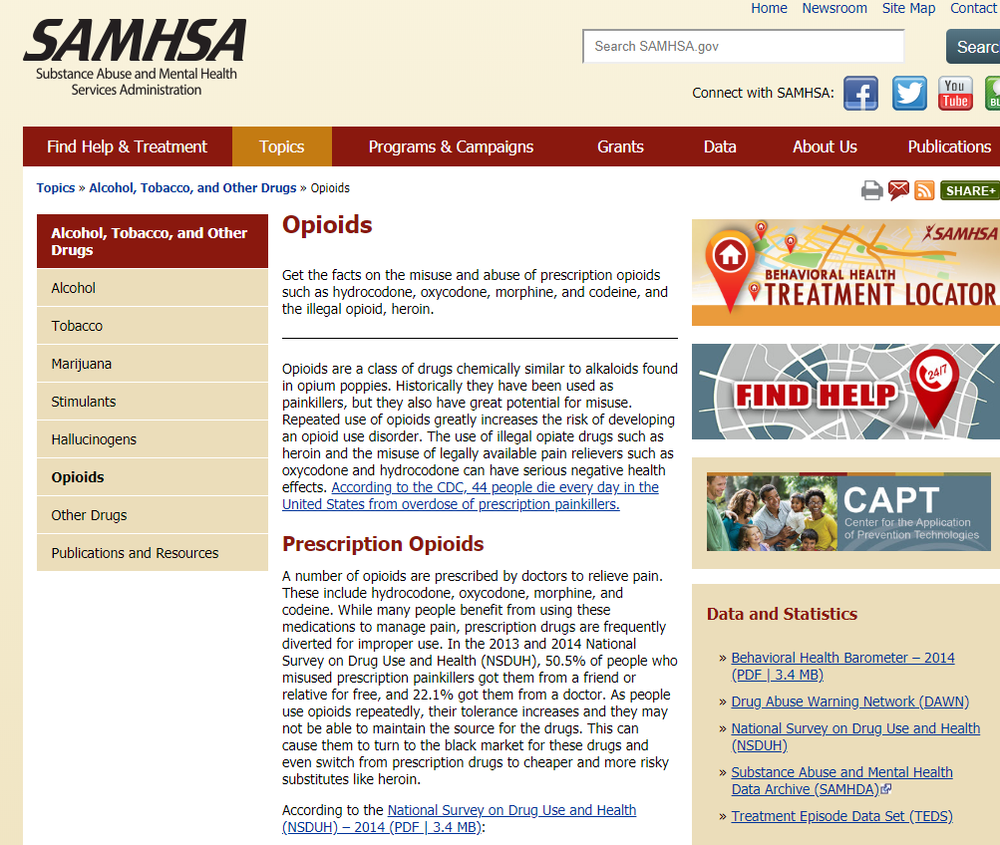 Home Newsroom Site Map Contact
SAMHSA
Substance Abuse and Mental Health
Services Administration
Search SAMHSA.gov
Searc
Connect with SAMHSA:
You
Tube
BL
Find Help & Treatment Topics Programs & Campaigns Grants Data About Us Publications
Topics » Alcohol, Tobacco, and Other Drugs » Opioids
SHARE+
Alcohol, Tobacco, and Other
Drugs
Alcohol
Tobacco
Marijuana
Stimulants
Hallucinogens
Opioids
Other Drugs
Publications and Resources
Opioids
Get the facts on the misuse and abuse of prescription opioids
such as hydrocodone, oxycodone, morphine, and codeine, and
the illegal opioid, heroin.
Opioids are a class of drugs chemically similar to alkaloids found
in opium poppies. Historically they have been used as
painkillers, but they also have great potential for misuse.
Repeated use of opioids greatly increases the risk of developing
an opioid use disorder. The use of illegal opiate drugs such as
heroin and the misuse of legally available pain relievers such as
oxycodone and hydrocodone can have serious negative health
effects. According to the CDC, 44 people die every day in the
United States from overdose of prescription painkillers.
Prescription Opioids
A number of opioids are prescribed by doctors to relieve pain.
These include hydrocodone, oxycodone, morphine, and
codeine. While many people benefit from using these
medications to manage pain, prescription drugs are frequently
diverted for improper use. In the 2013 and 2014 National
Survey on Drug Use and Health (NSDUH), 50.5% of people who
misused prescription painkillers got them from a friend or
relative for free, and 22.1% got them from a doctor. As people
use opioids repeatedly, their tolerance increases and they may
not be able to maintain the source for the drugs. This can
cause them to turn to the black market for these drugs and
even switch from prescription drugs to cheaper and more risky
substitutes like heroin.
According to the National Survey on Drug Use and Health
(NSDUH) – 2014 (PDF | 3.4 MB):
SAMHSA
BEHAVIORAL HEALTH
TREATMENT LOCATOR
FIND HELP
24/7
CAPT
Center for the Application
of Prevention Technologies
Data and Statistics
» Behavioral Health Barometer – 2014
(PDF | 3.4 MB)
» Drug Abuse Warning Network (DAWN)
» National Survey on Drug Use and Health
(NSDUH)
» Substance Abuse and Mental Health
Data Archive (SAMHDA)
» Treatment Episode Data Set (TEDS)